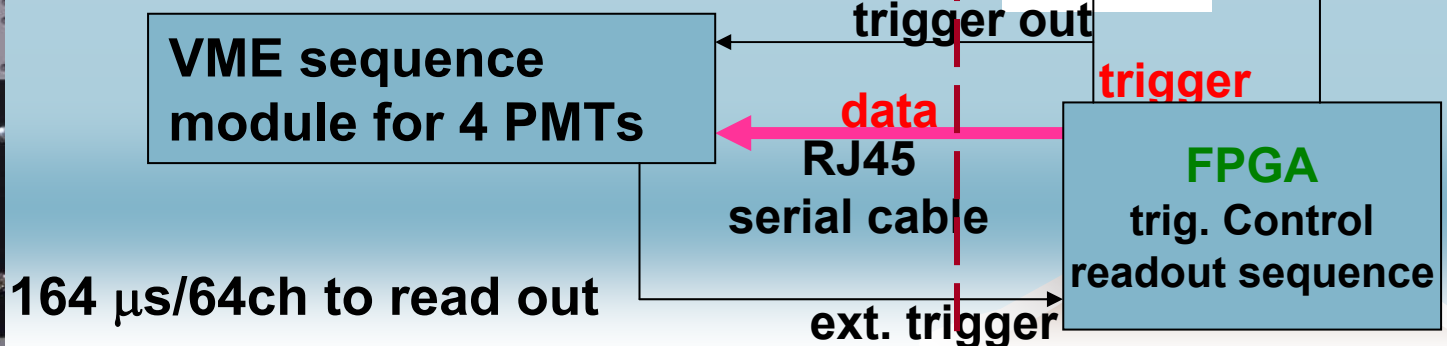 trigger out
VME sequence
module for 4 PMTs
trigger
data
RJ45
serial cable
FPGA
trig. Control
readout sequence
164 μs/64ch to read out
ext. trigger